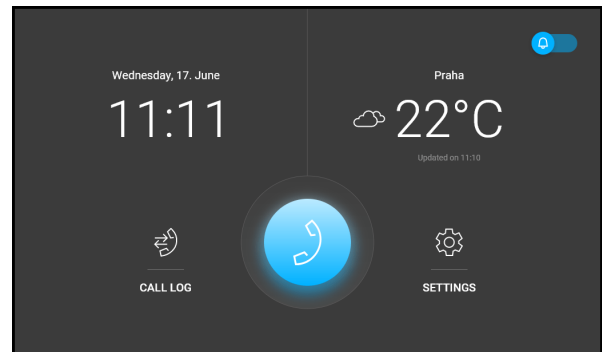 Wednesday, 17. June
11:11
Praha
22°C
Updated on 11:10
CALL LOG
SETTINGS